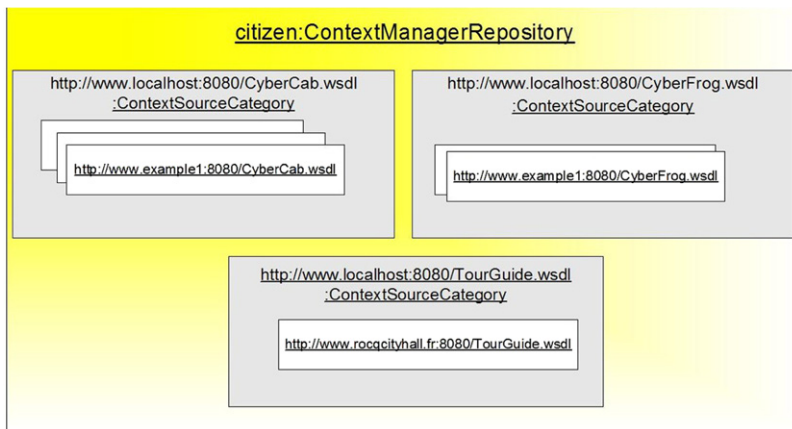 citizen:ContextManagerRepository
http://www.localhost:8080/CyberCab.wsdl
:ContextSourceCategory
http://www.example1:8080/CyberCab.wsdl
http://www.localhost:8080/CyberFrog.wsdl
:ContextSourceCategory
http://www.example1:8080/CyberFrog.wsdl
http://www.localhost:8080/TourGuide.wsdl
:ContextSourceCategory
http://www.rocqcityhall.fr:8080/TourGuide.wsdl